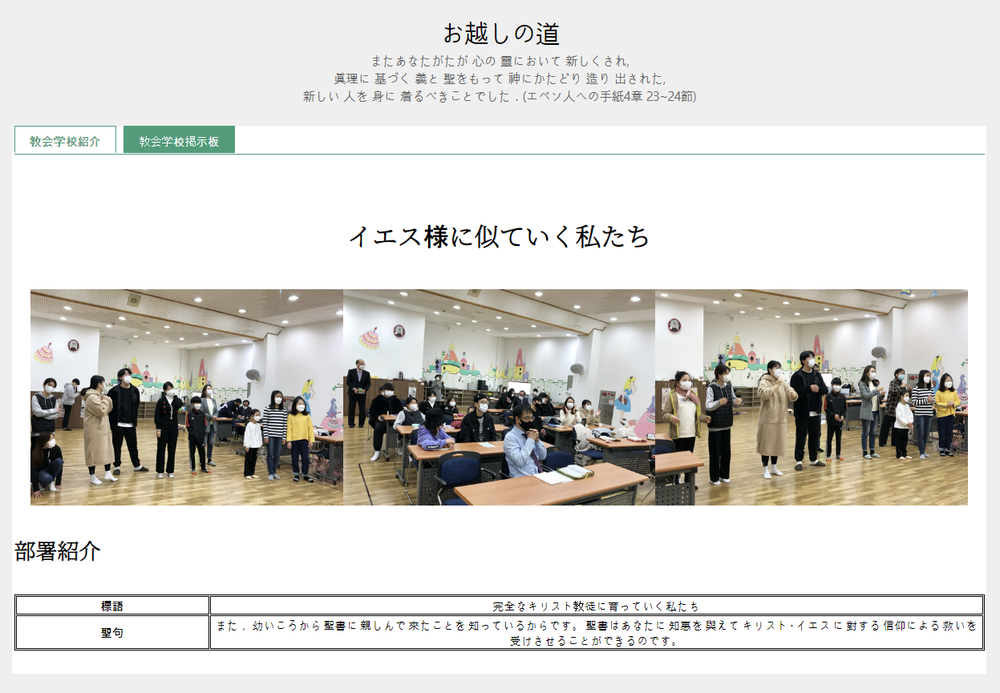 お越しの道
またあなたがたが 心の 靈において 新しくされ,
眞理に 基づく 義と 聖をもって 神にかたどり 造り 出された,
新しい 人を 身に 着るべきことでした . (エペソ人への手紙4章 23~24節)
教会学校紹介
教会学校掲示板
イエス様に似ていく私たち
部署紹介
標語
完全なキリスト教徒に育っていく私たち
聖句
また , 幼いころから 聖書に 親しんで 來たことを 知っているからです。 聖書はあなたに 知惠を 與えて キリスト・イエスに 對する 信仰による 救いを
受けさせることができるのです。